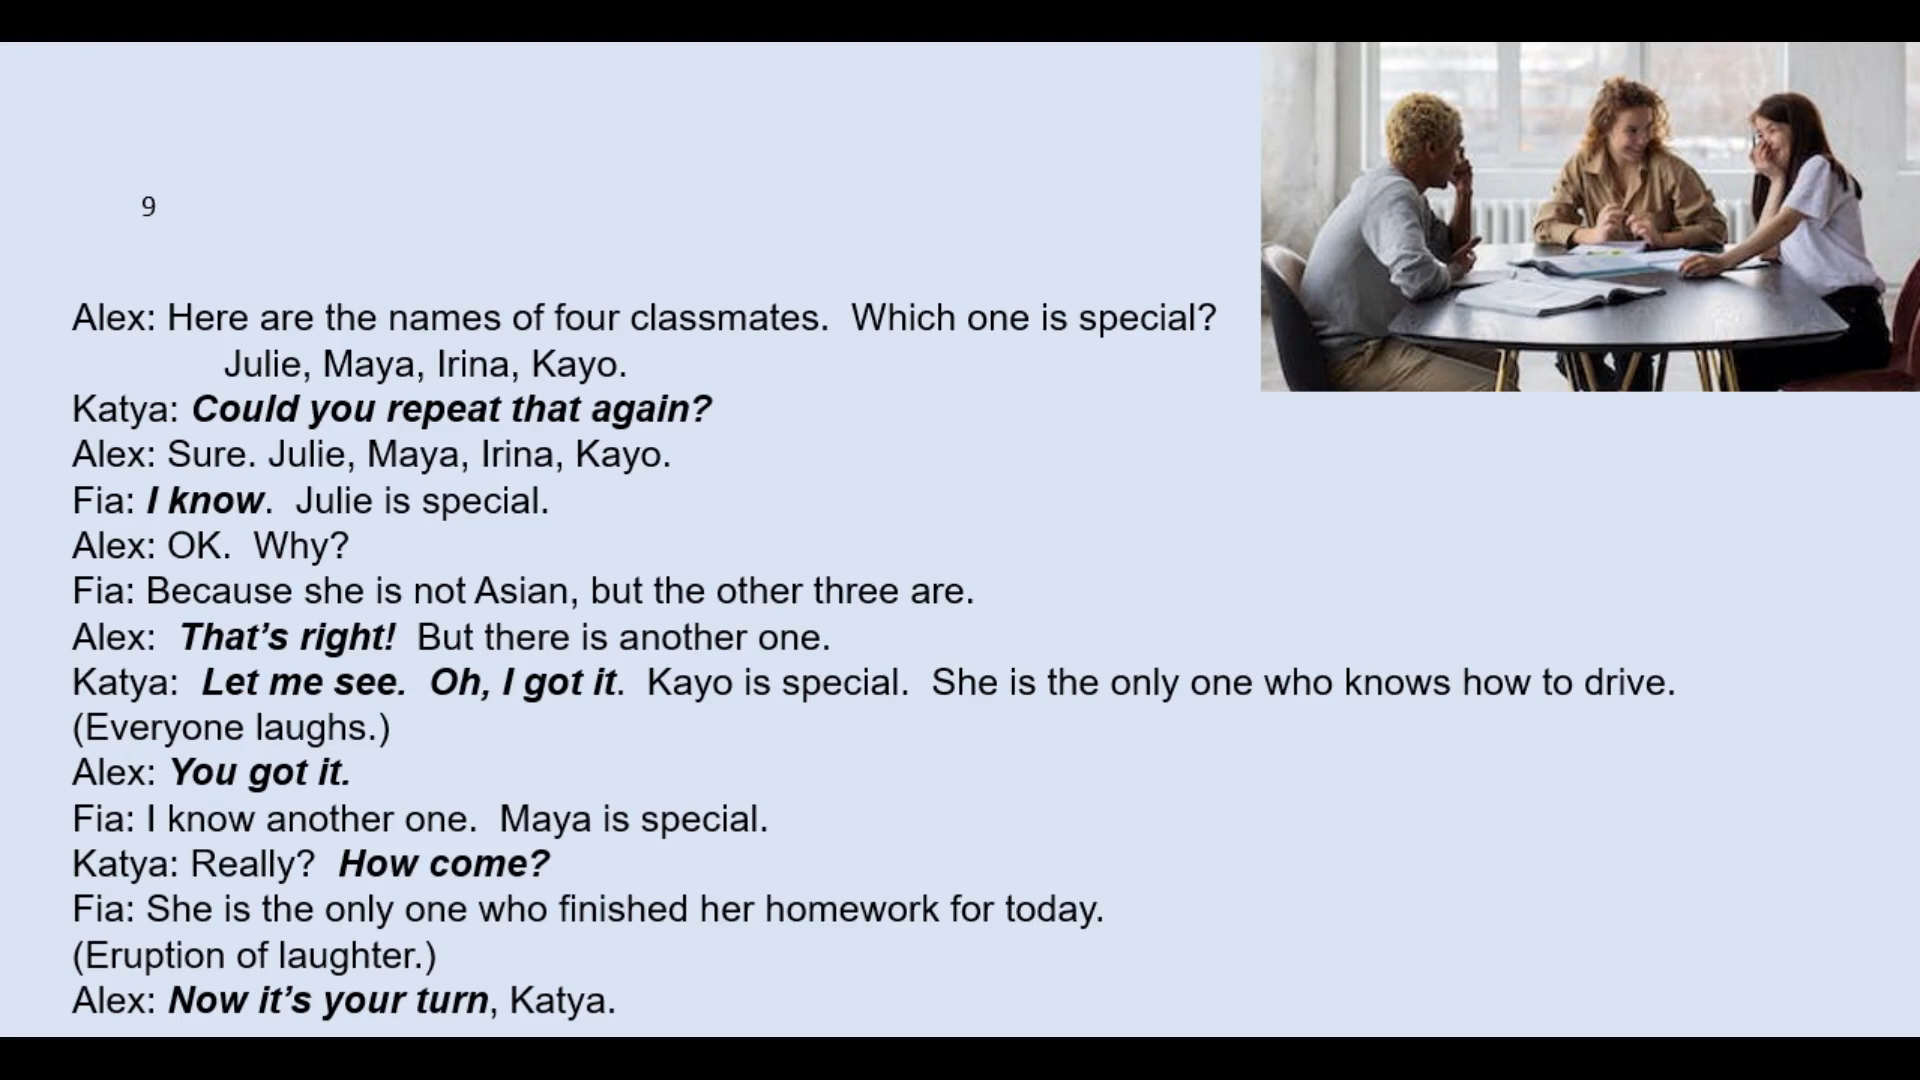 9
Alex: Here are the names of four classmates.  Which one is special?
Julie, Maya, Irina, Kayo.
Katya: Could you repeat that again?
Alex: Sure. Julie, Maya, Irina, Kayo.
Fia: I know.  Julie is special.
Alex: OK.  Why?
Fia: Because she is not Asian, but the other three are.
Alex:  That’s right!  But there is another one.
Katya:  Let me see.  Oh, I got it.  Kayo is special.  She is the only one who knows how to drive.
(Everyone laughs.)
Alex: You got it.
Fia: I know another one.  Maya is special.
Katya: Really?  How come?
Fia: She is the only one who finished her homework for today.
(Eruption of laughter.)
Alex: Now it’s your turn, Katya.